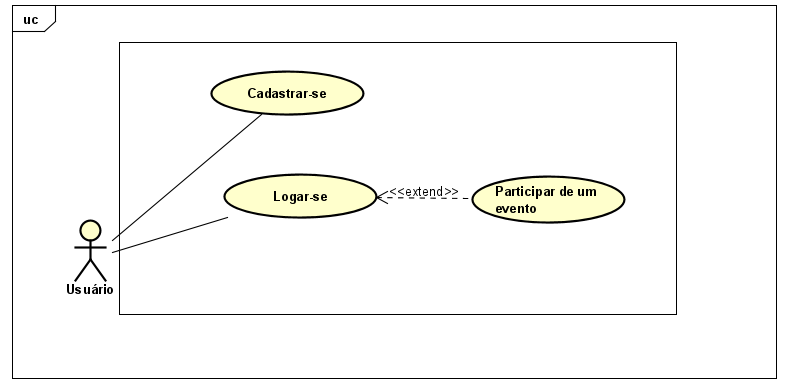 uc
Cadastrar-se
Logar-se
<<extend>>
Participar de um
evento
Usuário